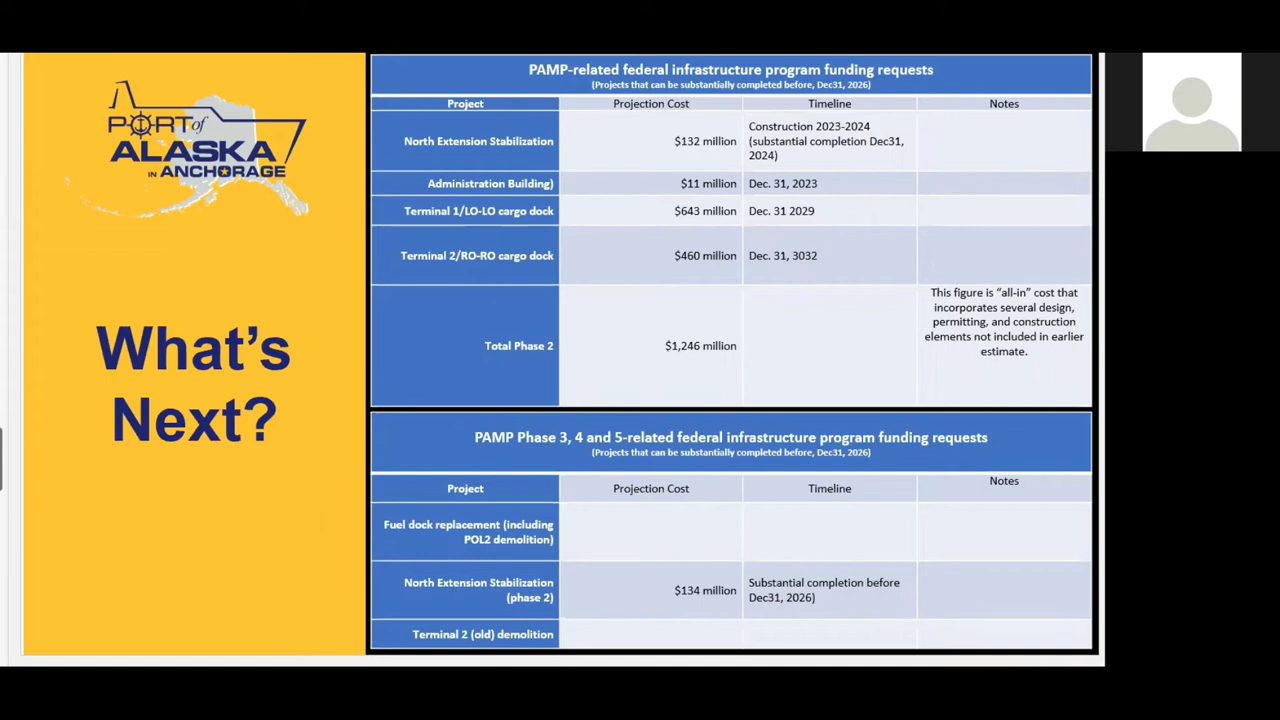 PORT of
ALASKA
IN ANCHORAGE
What's
Next?
PAMP-related federal infrastructure program funding requests
(Projects that can be substantially completed before, Dec31, 2026)
Project Projection Cost Timeline Notes
North Extension Stabilization $132 million Construction 2023-2024
(substantial completion Dec31,
2024)
Administration Building) $11 million Dec. 31, 2023
Terminal 1/LO-LO cargo dock $643 million Dec. 31 2029
Terminal 2/RO-RO cargo dock $460 million Dec. 31, 3032
Total Phase 2 $1,246 million
This figure is “all-in” cost that
incorporates several design,
permitting, and construction
elements not included in earlier
estimate.
PAMP Phase 3, 4 and 5-related federal infrastructure program funding requests
(Projects that can be substantially completed before, Dec31, 2026)
Project Projection Cost Timeline Notes
Fuel dock replacement (including
POL2 demolition)
North Extension Stabilization
(phase 2) $134 million Substantial completion before
Dec31, 2026)
Terminal 2 (old) demolition